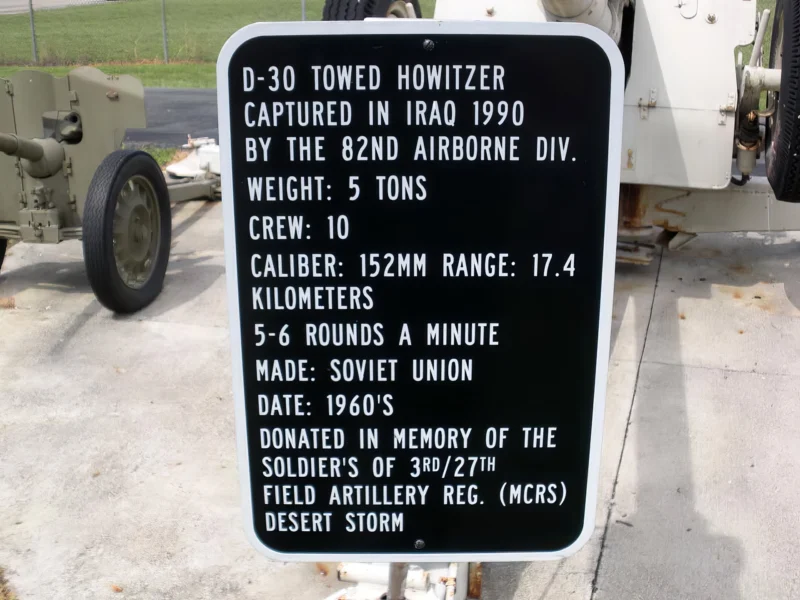 D-30 TOWED HOWITZER
CAPTURED IN IRAQ 1990
BY THE 82ND AIRBORNE DIV.
WEIGHT: 5 TONS
CREW: 10
CALIBER: 152MM RANGE: 17.4
KILOMETERS
5-6 ROUNDS A MINUTE
MADE: SOVIET UNION
DATE: 1960'S
DONATED IN MEMORY OF THE
SOLDIER'S OF 3RD/27TH
FIELD ARTILLERY REG. (MCRS)
DESERT STORM